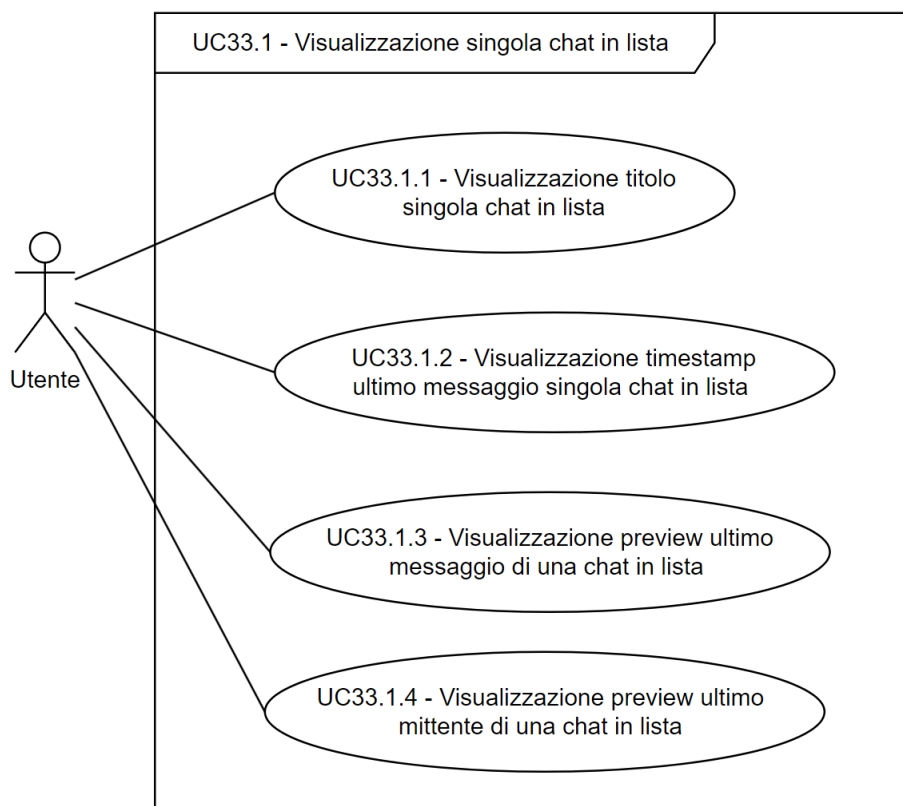 UC33.1 - Visualizzazione singola chat in lista
UC33.1.1 - Visualizzazione titolo
singola chat in lista
Utente
UC33.1.2 - Visualizzazione timestamp
ultimo messaggio singola chat in lista
UC33.1.3 - Visualizzazione preview ultimo
messaggio di una chat in lista
UC33.1.4 - Visualizzazione preview ultimo
mittente di una chat in lista